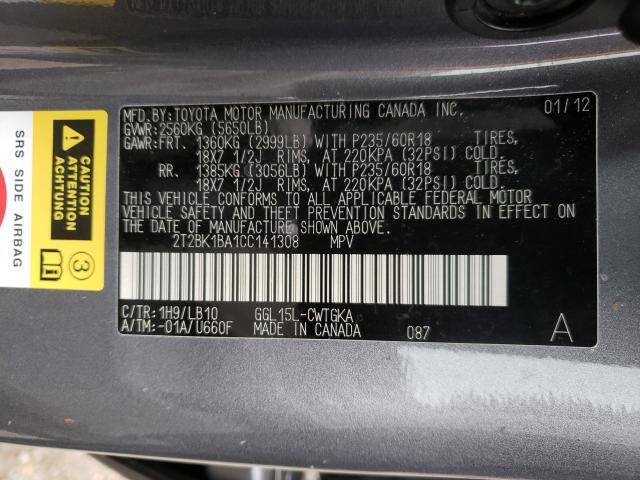 MFD.BY:TOYOTA MOTOR MANUFACTURING CANADA INC. 01/12
GVWR:2560KG (5650LB)
GAWR:FRT. 1360KG (2999LB) WITH P235/60R18 TIRES,
18X7 1/2J RIMS, AT 220KPA (32PSI) COLD.
RR. 1385KG (3056LB) WITH P235/60R18 TIRES,
18X7 1/2J RIMS, AT 220KPA (32PSI) COLD.
THIS VEHICLE CONFORMS TO ALL APPLICABLE FEDERAL MOTOR
VEHICLE SAFETY AND THEFT PREVENTION STANDARDS IN EFFECT ON
THE DATE OF MANUFACTURE SHOWN ABOVE.
2T2BK1BA1CC141308 MPV
C/TR: 1H9/LB10 GGL15L-CWTGKA
A/TM: -01A/U660F MADE IN CANADA 087 A
SRS SIDE AIRBAG
3